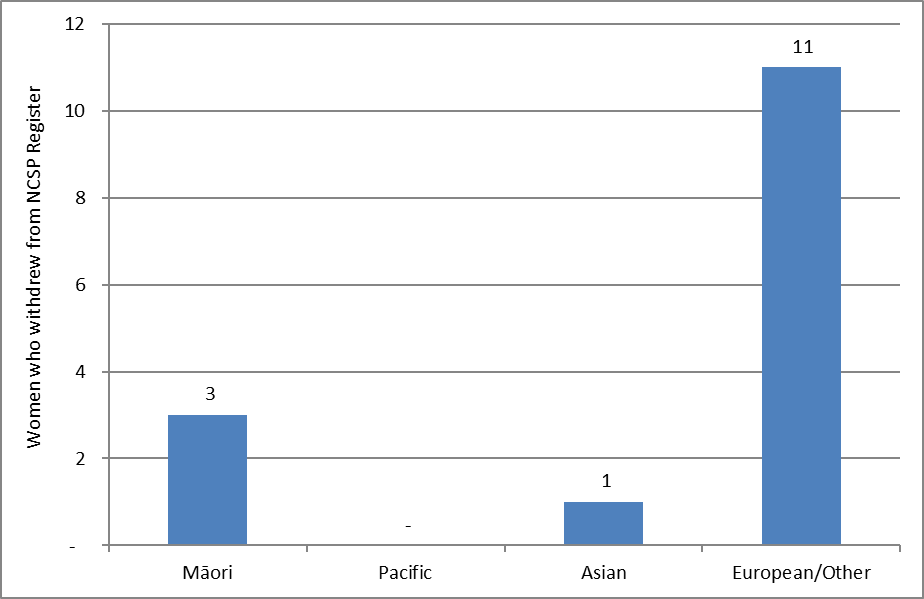 Women who withdrew from NCSP Register
12
10
8
6
4
2
-
3
-
1
11
Māori
Pacific
Asian
European/Other